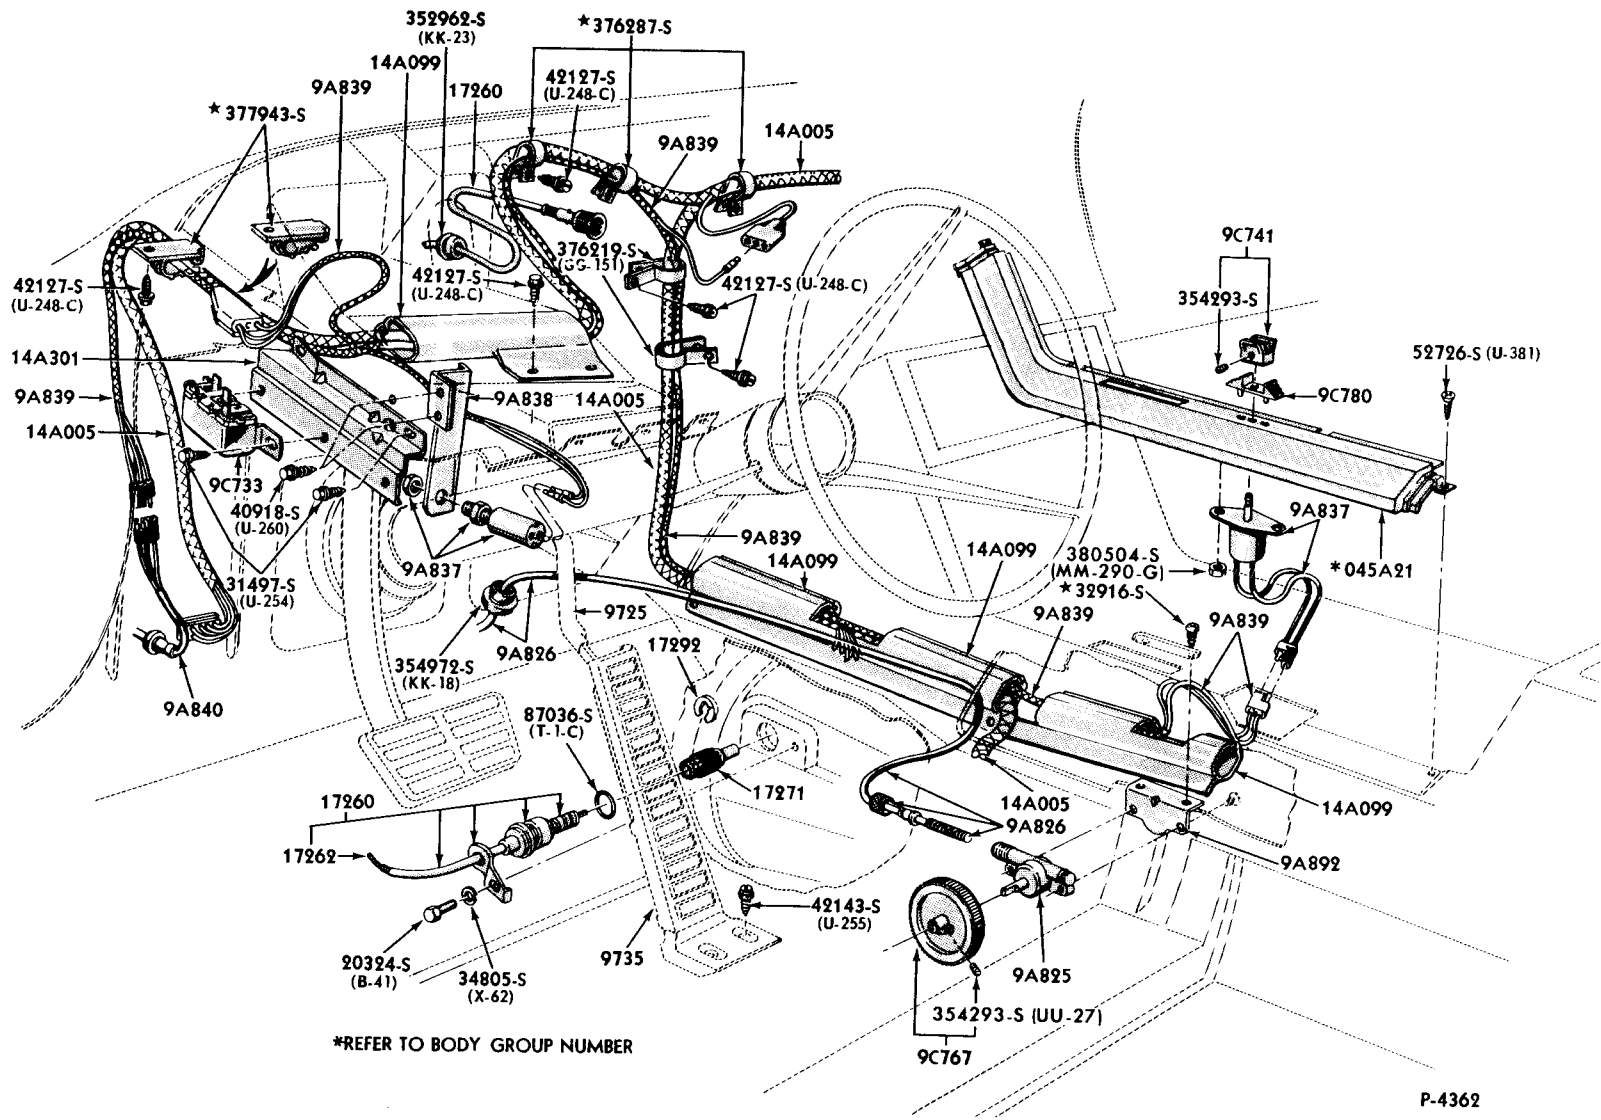 352962-S
(KK-23)
★376287-S
14A099
9A839
42127-S
(U-248-C)
17260
★377943-S
9A839
14A005
376219-S
(GG-151)
42127-S
(U-248-C)
42127-S (U-248-C)
42127-S
(U-248-C)
9C741
354293-S
52726-S (U-381)
14A301
9A839
9A838
14A005
9C780
14A005
9C733
40918-S
(U-260)
9A837
9A837
9A839
14A099
14A099
380504-S
(MM-290-G)
*045A21
31497-S
(U-254)
★32916-S
9725
9A839
9A839
9A826
17292
354972-S
(KK-18)
9A840
87036-S
(T-1-C)
17260
17271
14A005
14A099
9A826
17262
9A892
42143-S
(U-255)
20324-S
(B-41)
34805-S
(X-62)
9735
9A825
354293-S (UU-27)
9C767
*REFER TO BODY GROUP NUMBER
P-4362